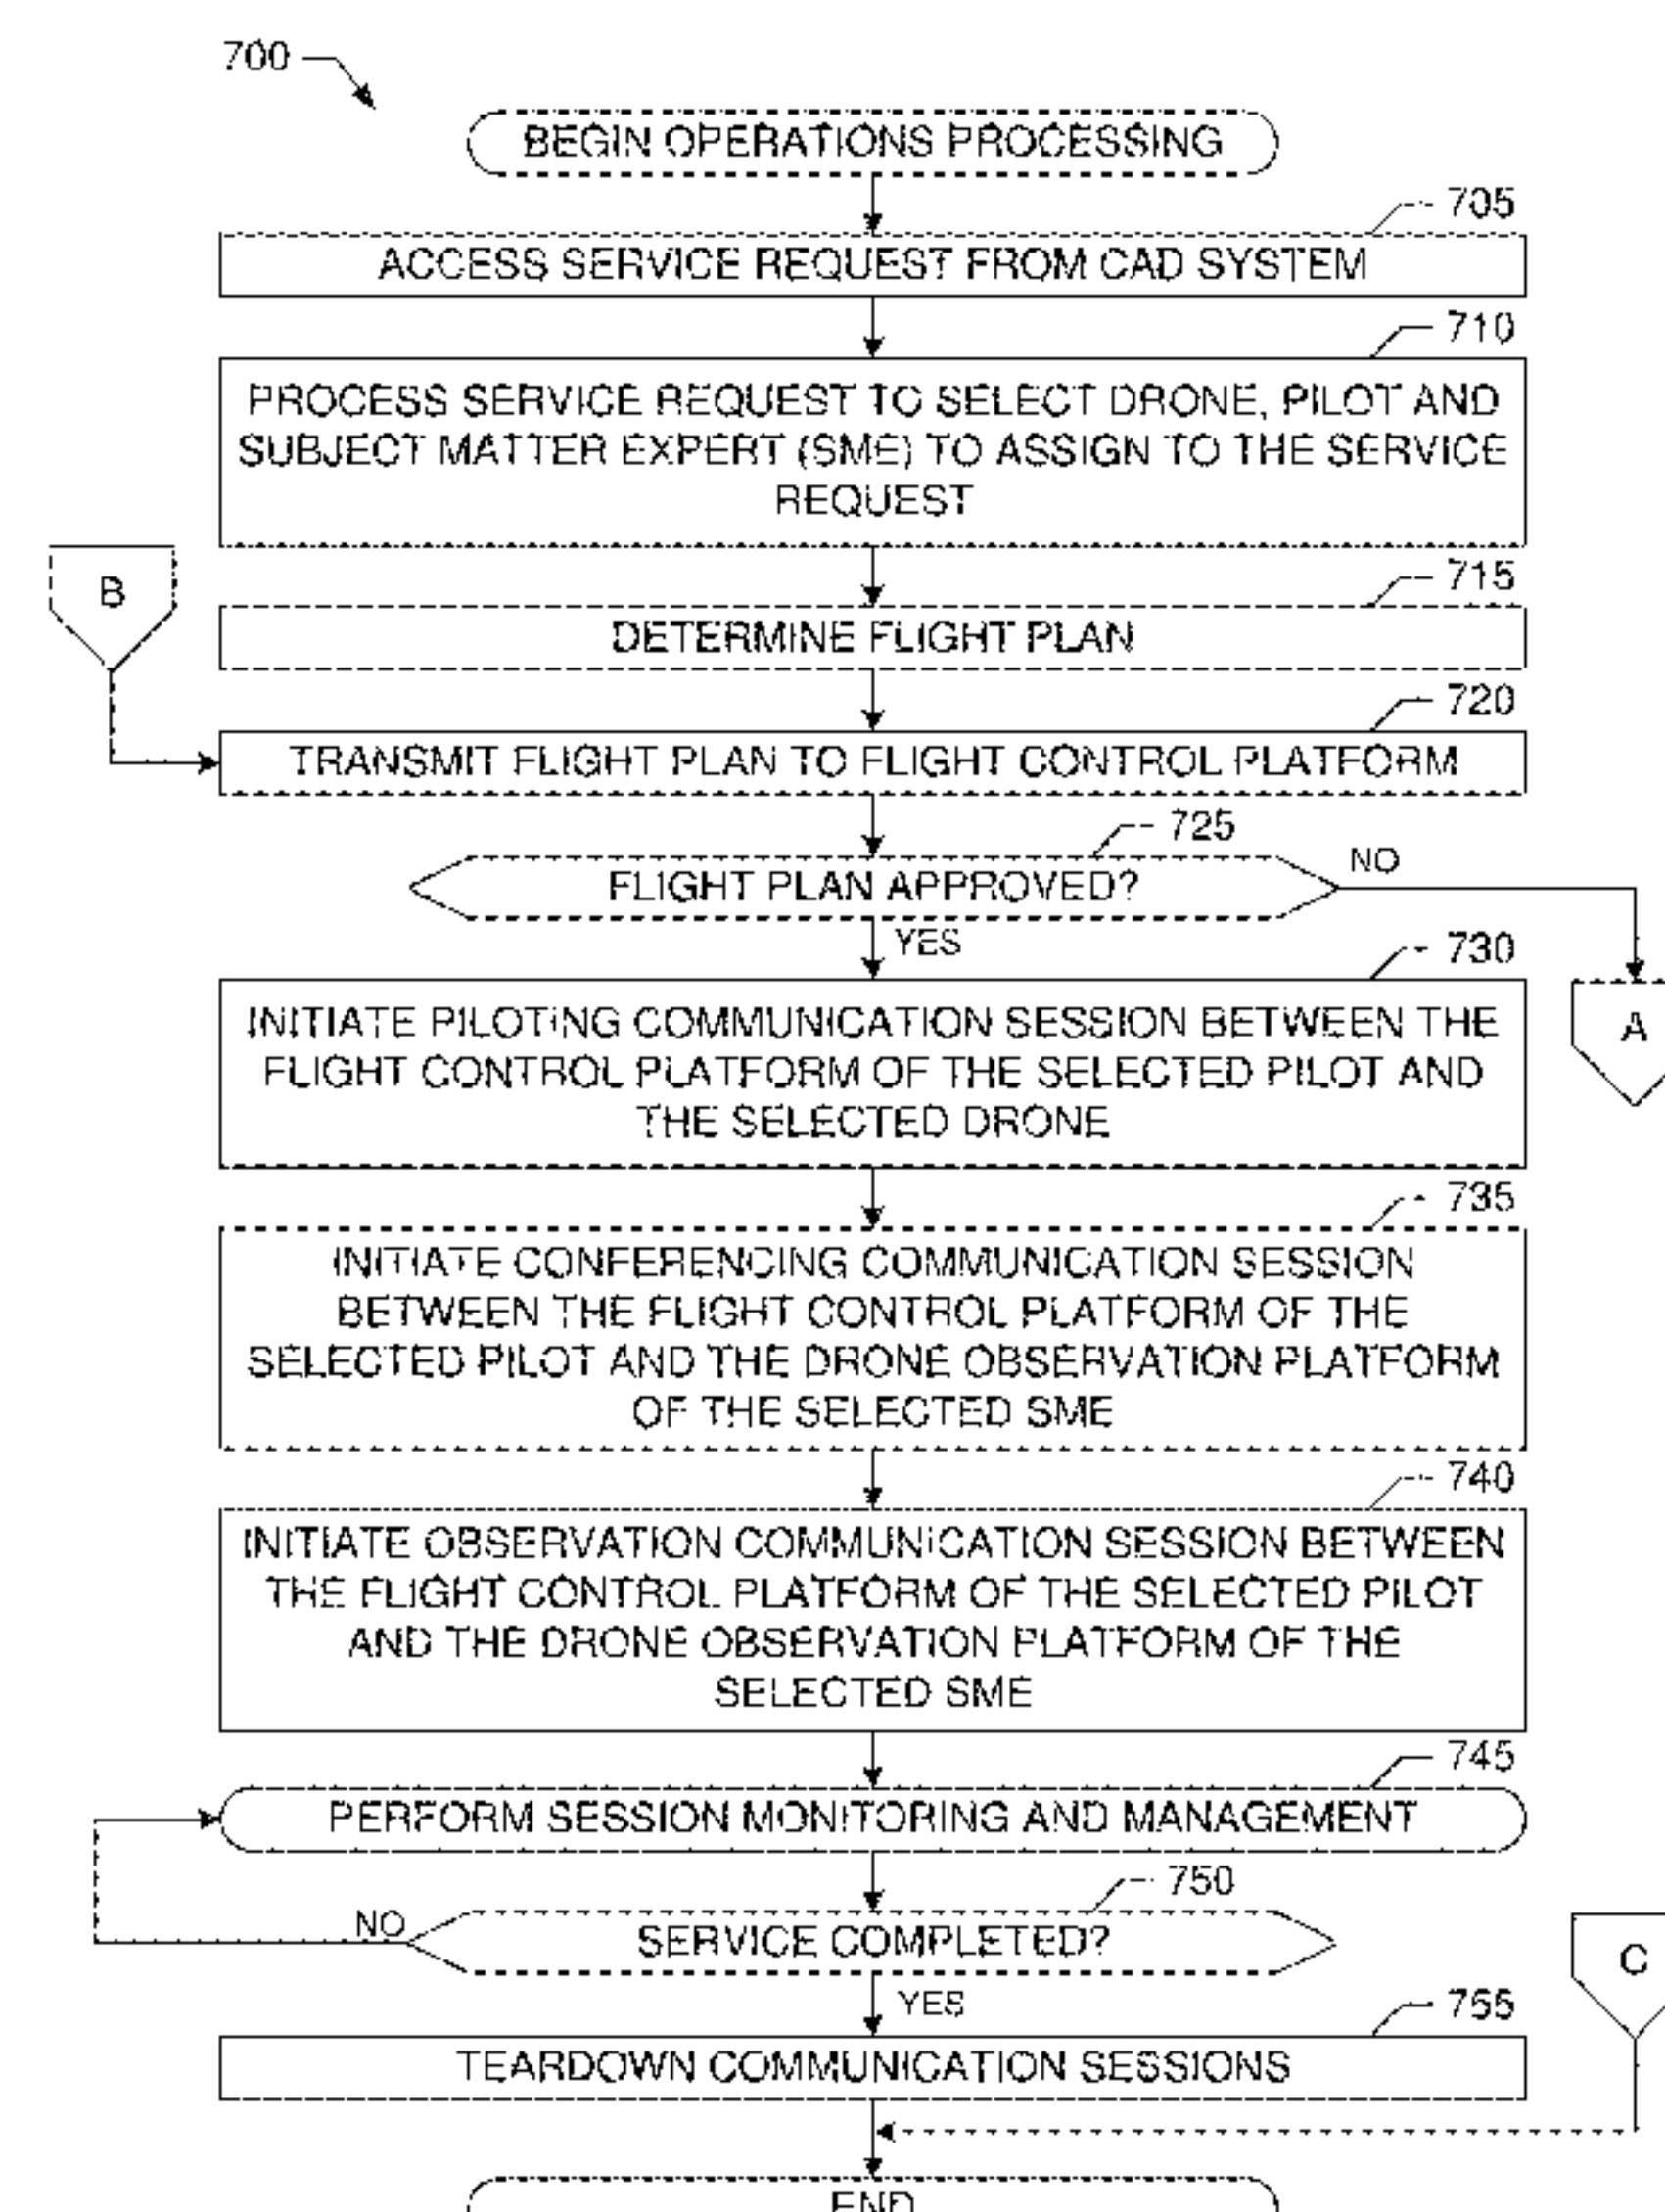 700
BEGIN OPERATIONS PROCESSING
705
ACCESS SERVICE REQUEST FROM CAD SYSTEM
710
PROCESS SERVICE REQUEST TO SELECT DRONE, PILOT AND
SUBJECT MATTER EXPERT (SME) TO ASSIGN TO THE SERVICE
REQUEST
B
715
DETERMINE FLIGHT PLAN
720
TRANSMIT FLIGHT PLAN TO FLIGHT CONTROL PLATFORM
725
FLIGHT PLAN APPROVED?
NO
YES
730
INITIATE PILOTING COMMUNICATION SESSION BETWEEN THE
FLIGHT CONTROL PLATFORM OF THE SELECTED PILOT AND
THE SELECTED DRONE
A
735
INITIATE CONFERENCING COMMUNICATION SESSION
BETWEEN THE FLIGHT CONTROL PLATFORM OF THE
SELECTED PILOT AND THE DRONE OBSERVATION PLATFORM
OF THE SELECTED SME
740
INITIATE OBSERVATION COMMUNICATION SESSION BETWEEN
THE FLIGHT CONTROL PLATFORM OF THE SELECTED PILOT
AND THE DRONE OBSERVATION PLATFORM OF THE
SELECTED SME
745
PERFORM SESSION MONITORING AND MANAGEMENT
750
NO
SERVICE COMPLETED?
C
YES
755
TEARDOWN COMMUNICATION SESSIONS
END